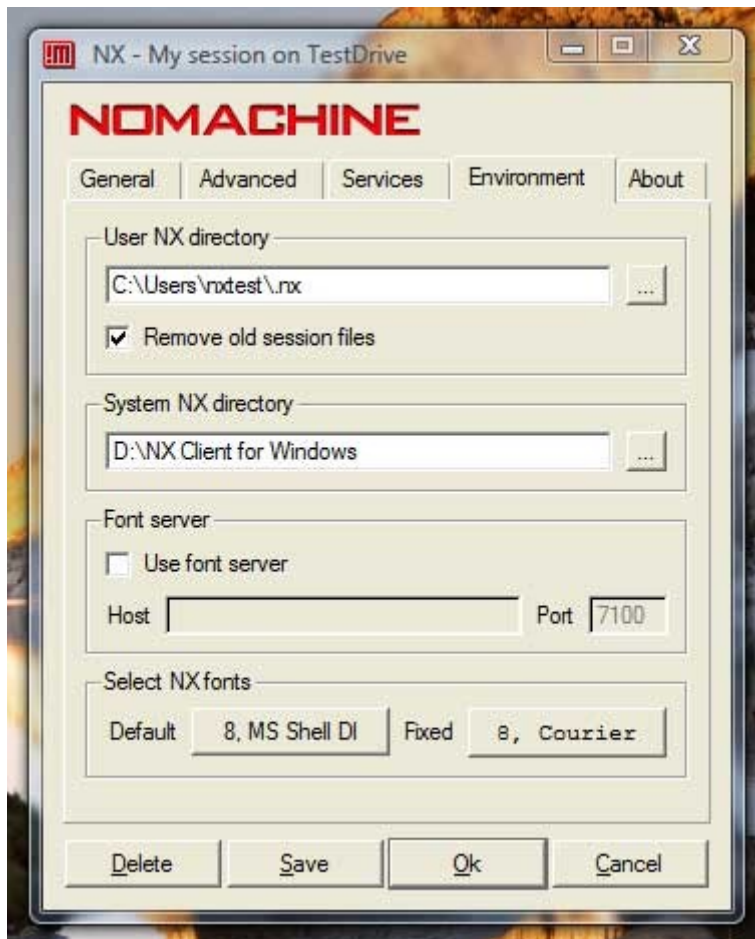 !M NX - My session on TestDrive
NOMACHINE
General Advanced Services Environment About
User NX directory
C:\Users\nxtest\.nx ...
Remove old session files
System NX directory
D:\NX Client for Windows ...
Font server
Use font server
Host Port 7100
Select NX fonts
Default 8, MS Shell Dl Fixed 8, Courier
Delete Save Ok Cancel